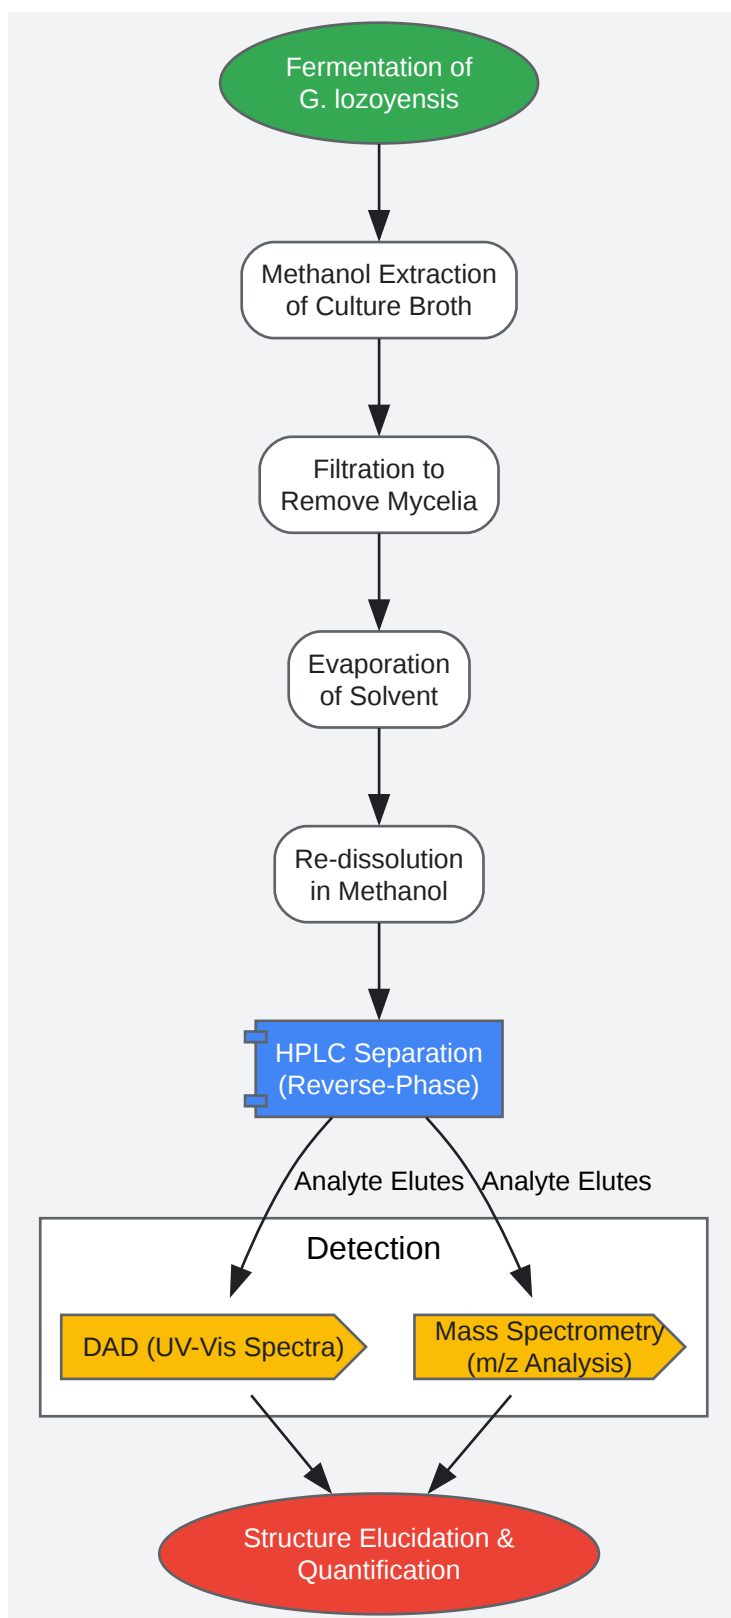 Fermentation of
G. lozoyensis
Methanol Extraction
of Culture Broth
Filtration to
Remove Mycelia
Evaporation
of Solvent
Re-dissolution
in Methanol
HPLC Separation
(Reverse-Phase)
Analyte Elutes
Analyte Elutes
Detection
DAD (UV-Vis Spectra)
Mass Spectrometry
(m/z Analysis)
Structure Elucidation &
Quantification